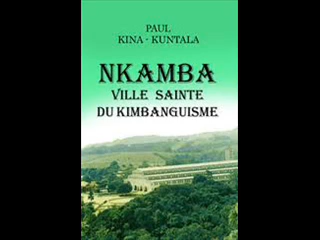 PAUL
KINA - KUNTALA
NKAMBA
VILLE SAINTE
DU KIMBANGUISME